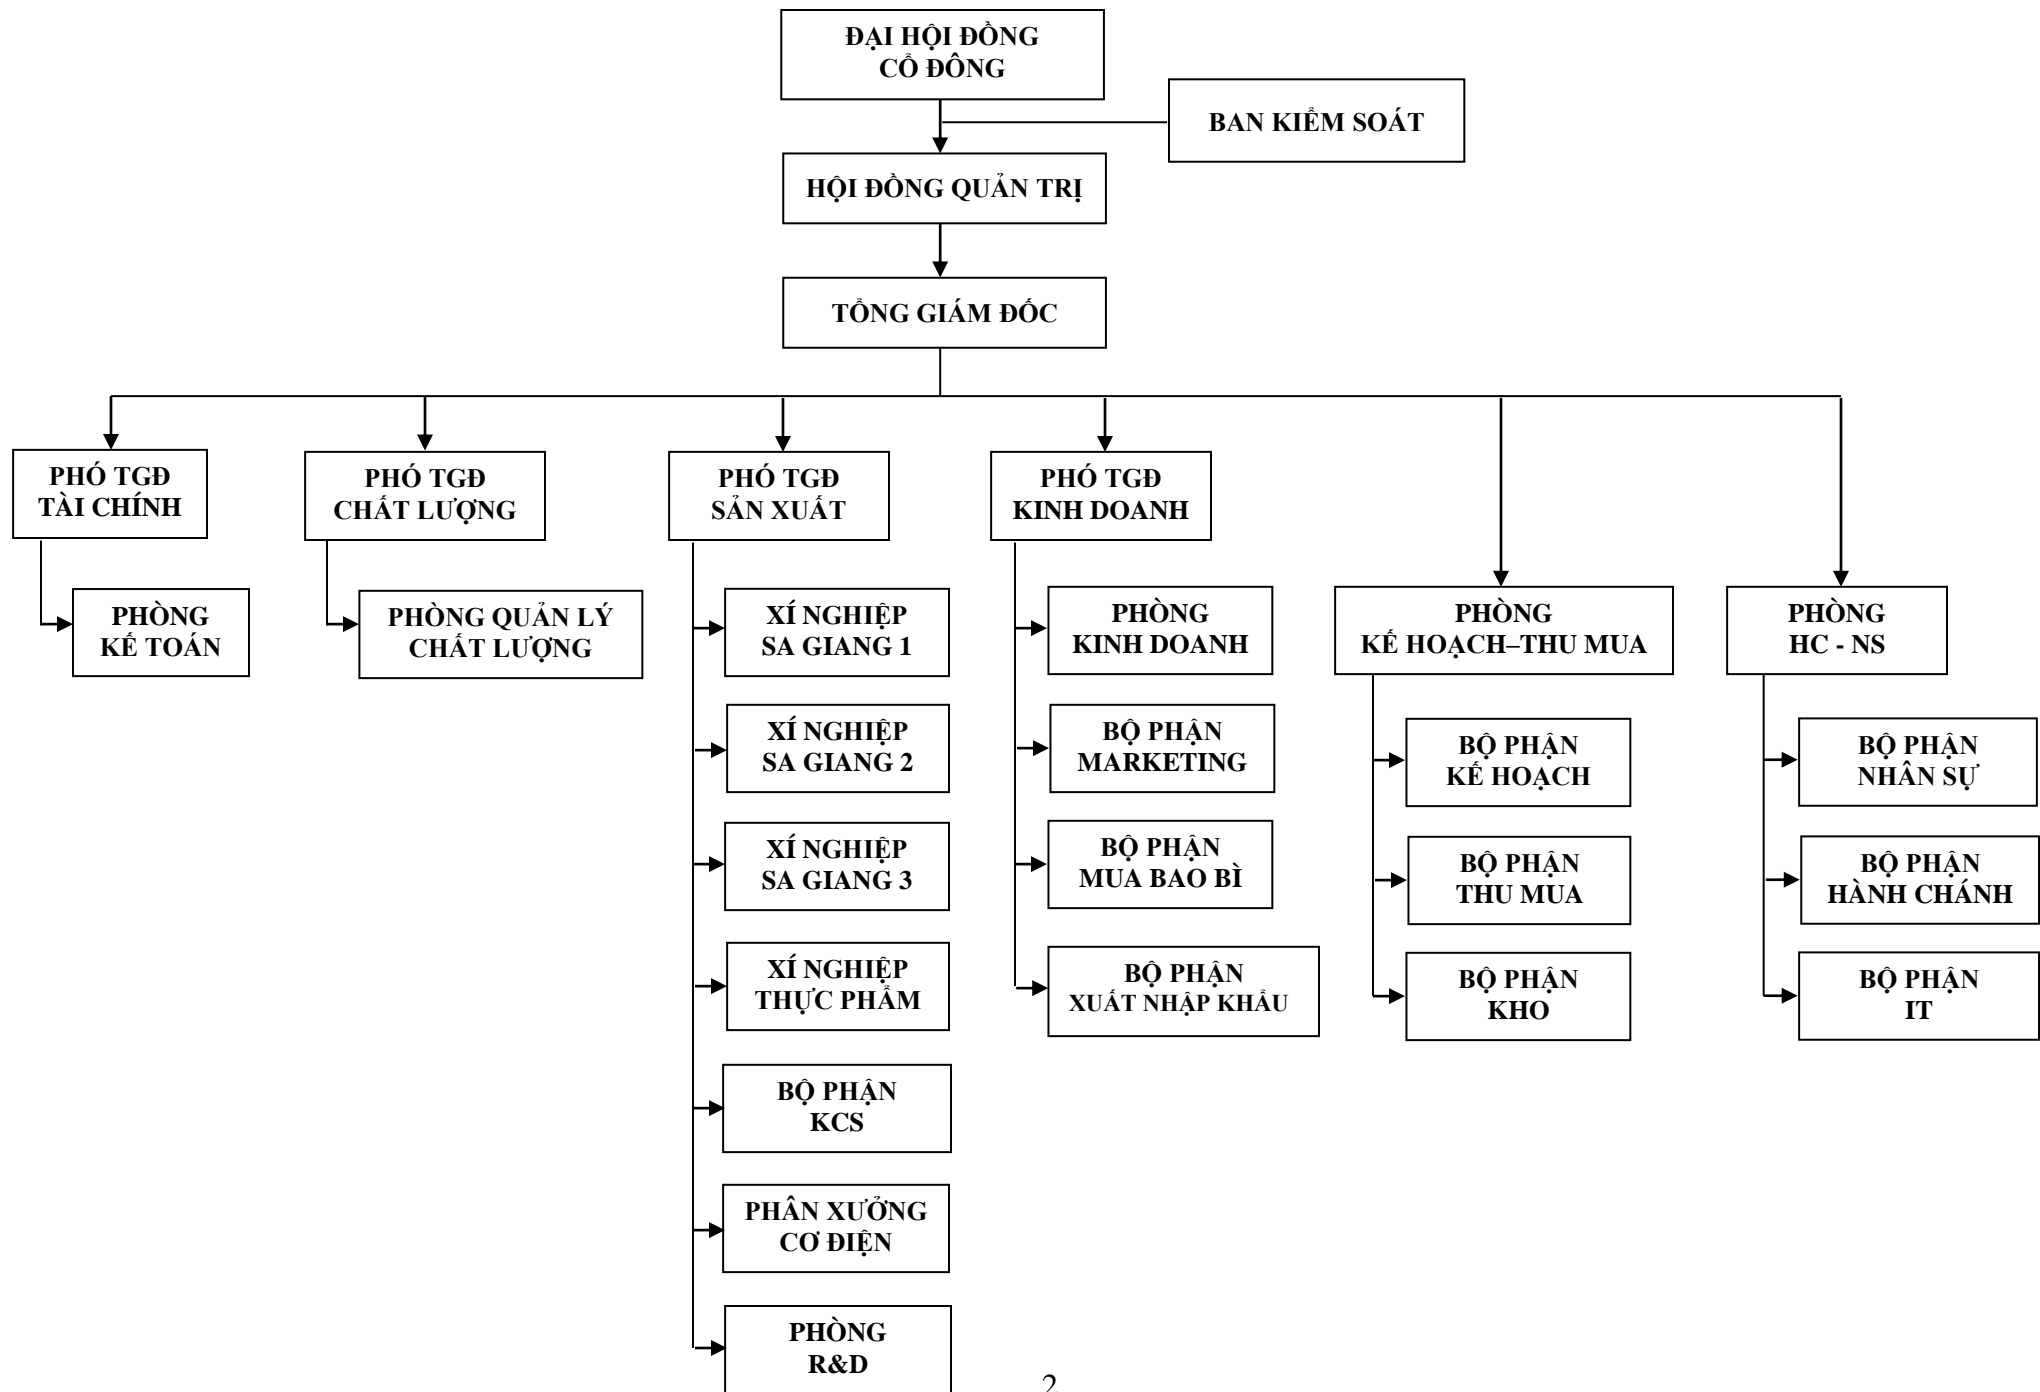 ĐẠI HỘI ĐỒNG
CỔ ĐÔNG
BAN KIỂM SOÁT
HỘI ĐỒNG QUẢN TRỊ
TỔNG GIÁM ĐỐC
PHÓ TGĐ
TÀI CHÍNH
PHÓ TGĐ
CHẤT LƯỢNG
PHÓ TGĐ
SẢN XUẤT
PHÓ TGĐ
KINH DOANH
PHÒNG
KẾ TOÁN
PHÒNG QUẢN LÝ
CHẤT LƯỢNG
XÍ NGHIỆP
SA GIANG 1
XÍ NGHIỆP
SA GIANG 2
XÍ NGHIỆP
SA GIANG 3
XÍ NGHIỆP
THỰC PHẨM
BỘ PHẬN
KCS
PHÂN XƯỞNG
CƠ ĐIỆN
PHÒNG
R&D
PHÒNG
KINH DOANH
BỘ PHẬN
MARKETING
BỘ PHẬN
MUA BAO BÌ
BỘ PHẬN
XUẤT NHẬP KHẨU
PHÒNG
KẾ HOẠCH–THU MUA
BỘ PHẬN
KẾ HOẠCH
BỘ PHẬN
THU MUA
BỘ PHẬN
KHO
PHÒNG
HC - NS
BỘ PHẬN
NHÂN SỰ
BỘ PHẬN
HÀNH CHÁNH
BỘ PHẬN
IT
2